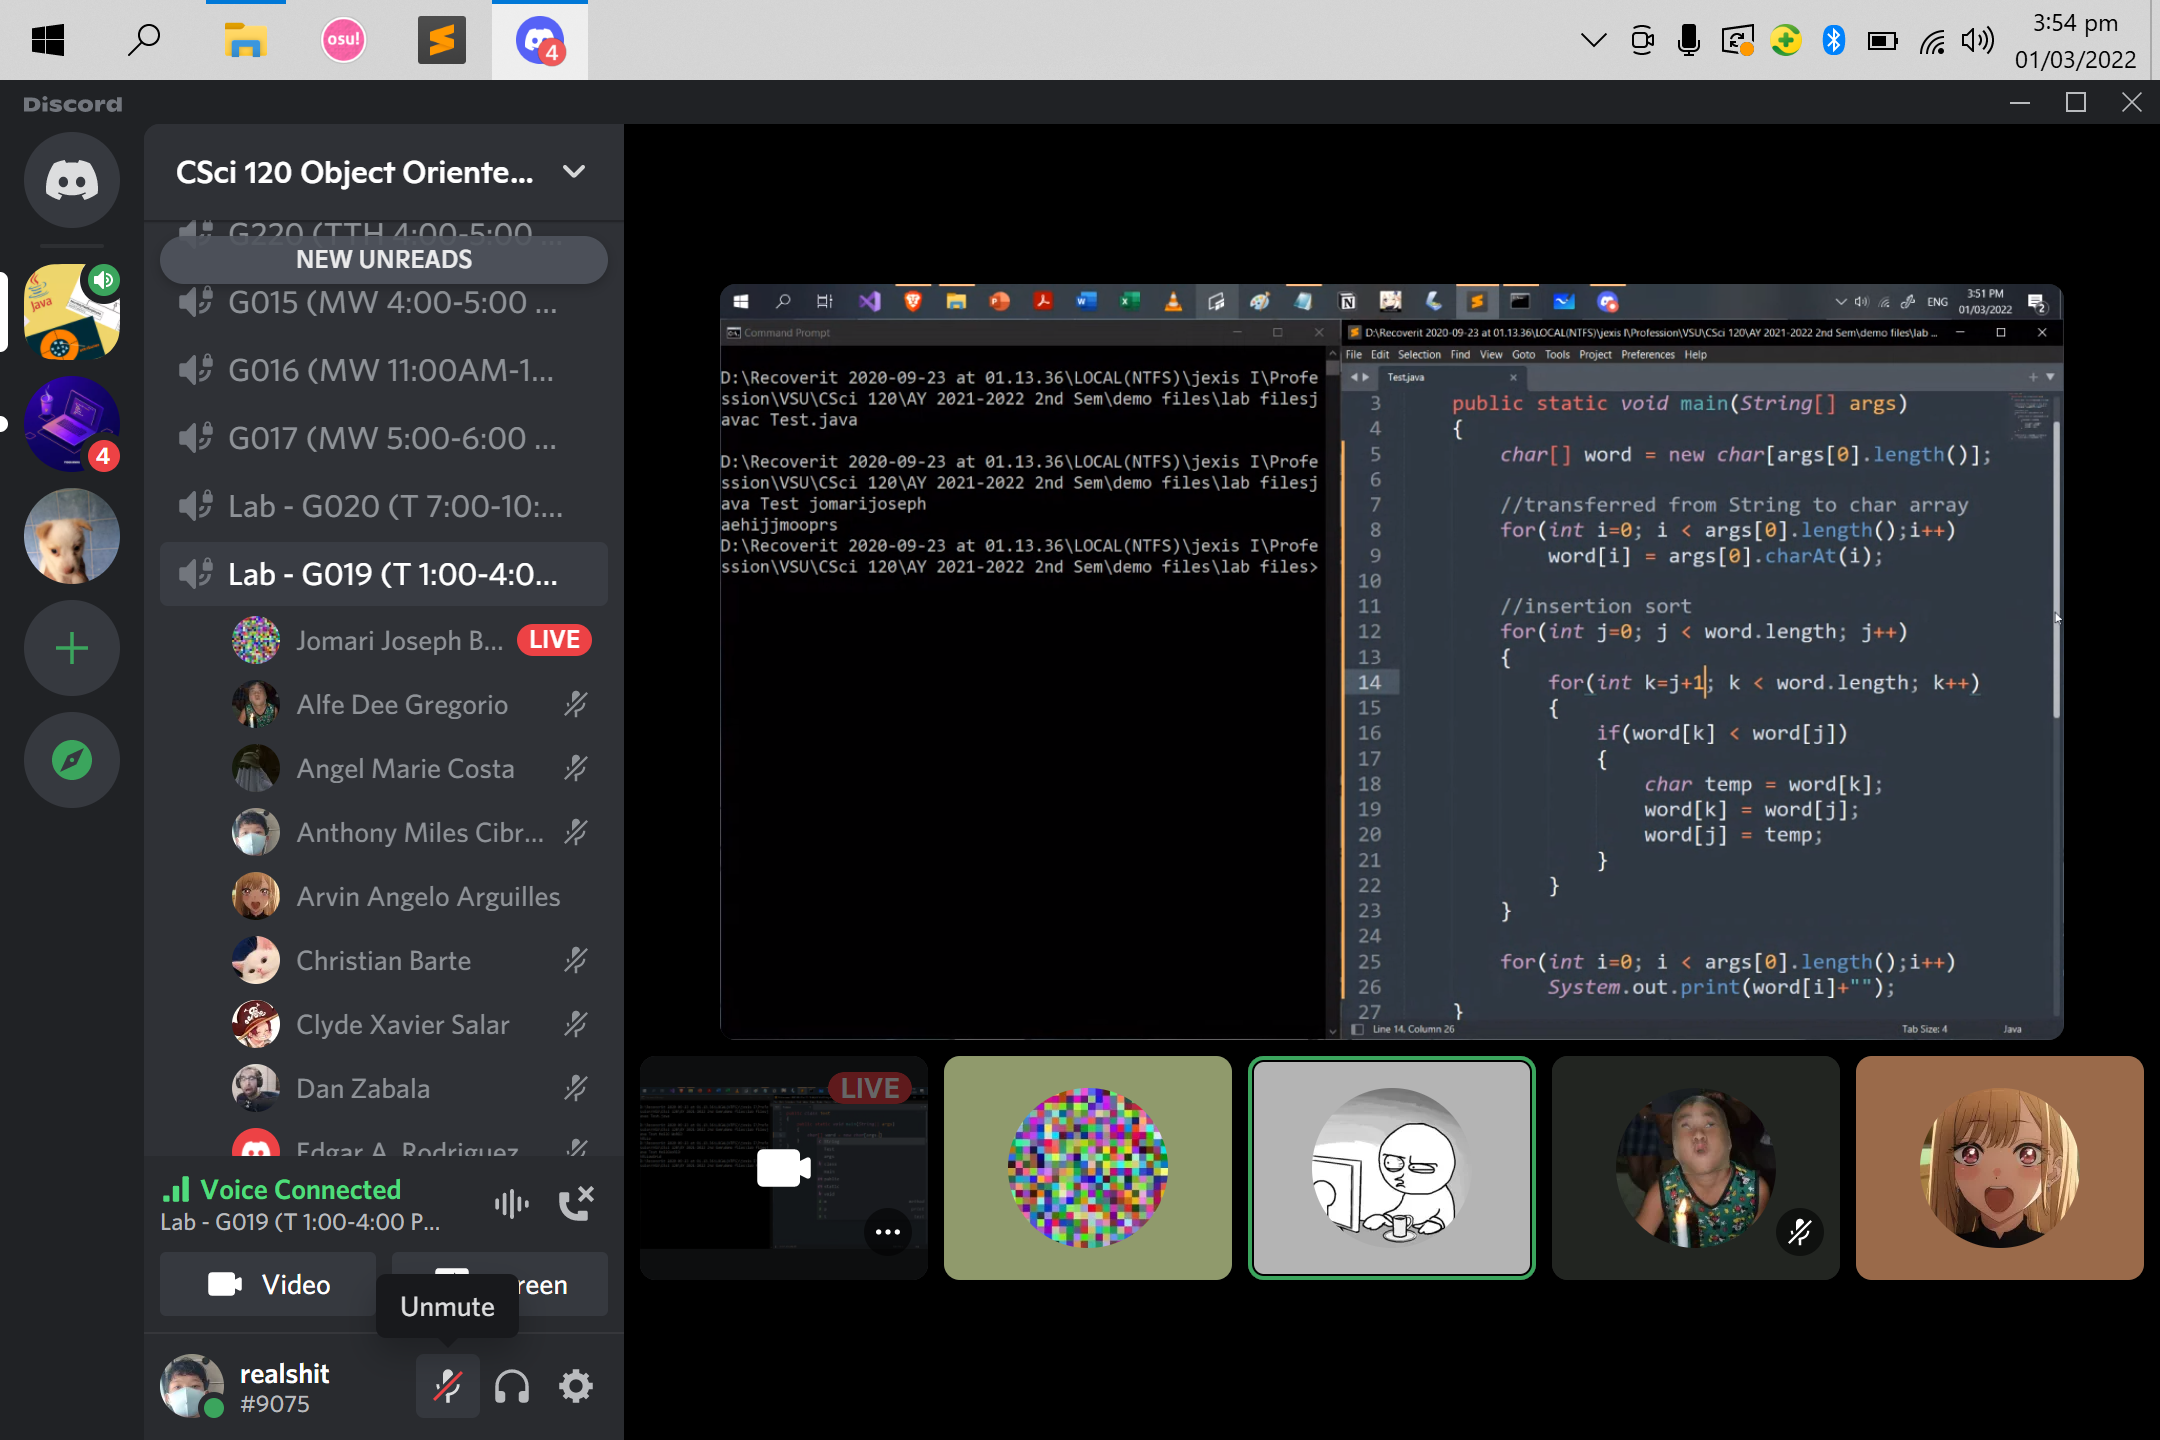 osu!
4
3:54 pm
01/03/2022
Discord
CSci 120 Object Oriente...
G220 (TTH 4:00-5:00 ...
NEW UNREADS
G015 (MW 4:00-5:00 ...
G016 (MW 11:00AM-1...
G017 (MW 5:00-6:00 ...
Lab - G020 (T 7:00-10:...
Lab - G019 (T 1:00-4:0...
Jomari Joseph B... LIVE
Alfe Dee Gregorio
Angel Marie Costa
Anthony Miles Cibr...
Arvin Angelo Arguilles
Christian Barte
Clyde Xavier Salar
Dan Zabala
Edgar A. Rodriguez
Java
4
Voice Connected
Lab - G019 (T 1:00-4:00 P...
Video
reen
Unmute
realshit
#9075
ENG
3:51 PM
01/03/2022
2
Command Prompt
D:\Recoverit 2020-09-23 at 01.13.36\LOCAL(NTFS)\jexis I\Profe
ssion\VSU\CSci 120\AY 2021-2022 2nd Sem\demo files\lab filesj
avac Test.java
D:\Recoverit 2020-09-23 at 01.13.36\LOCAL(NTFS)\jexis I\Profe
ssion\VSU\CSci 120\AY 2021-2022 2nd Sem\demo files\lab filesj
ava Test jomarijoseph
aehijjmooprs
D:\Recoverit 2020-09-23 at 01.13.36\LOCAL(NTFS)\jexis I\Profe
ssion\VSU\CSci 120\AY 2021-2022 2nd Sem\demo files\lab files>
D:\Recoverit 2020-09-23 at 01.13.36\LOCAL(NTFS)\jexis I\Profession\VSU\CSci 120\AY 2021-2022 2nd Sem\demo files\lab ...
File Edit Selection Find View Goto Tools Project Preferences Help
Test.java
3 public static void main(String[] args)
4 {
5 char[] word = new char[args[0].length()];
6
7 //transferred from String to char array
8 for(int i=0; i < args[0].length();i++)
9 word[i] = args[0].charAt(i);
10
11 //insertion sort
12 for(int j=0; j < word.length; j++)
13 {
14 for(int k=j+1; k < word.length; k++)
15 {
16 if(word[k] < word[j])
17 {
18 char temp = word[k];
19 word[k] = word[j];
20 word[j] = temp;
21 }
22 }
23 }
24
25 for(int i=0; i < args[0].length();i++)
26 System.out.print(word[i]+"");
27 }
Line 14, Column 26
Tab Size: 4
Java
LIVE